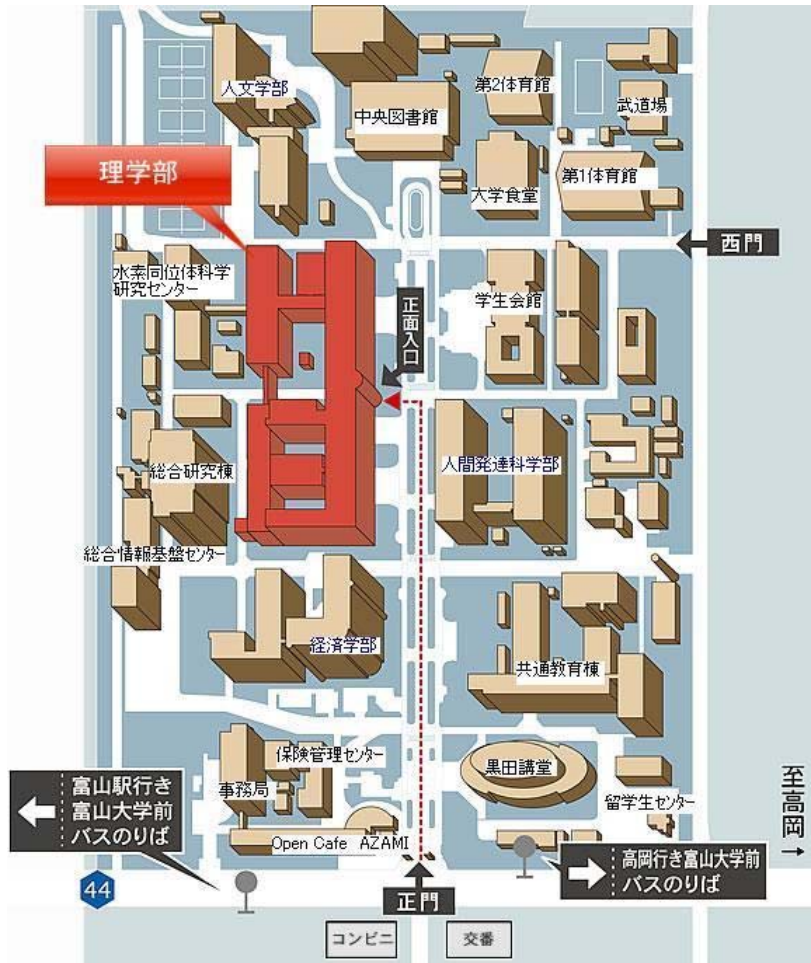 人文学部
中央図書館
第2体育館
武道場
理学部
大学食堂
第1体育館
西門
水素同位体科学
研究センター
学生会館
正面入口
総合研究棟
人間発達科学部
総合情報基盤センター
経済学部
共通教育棟
保険管理センター
事務局
黒田講堂
留学生センター
富山駅行き
富山大学前
バスのりば
Open Cafe AZAMI
至高岡→
高岡行き富山大学前
バスのりば
44
正門
コンビニ
交番